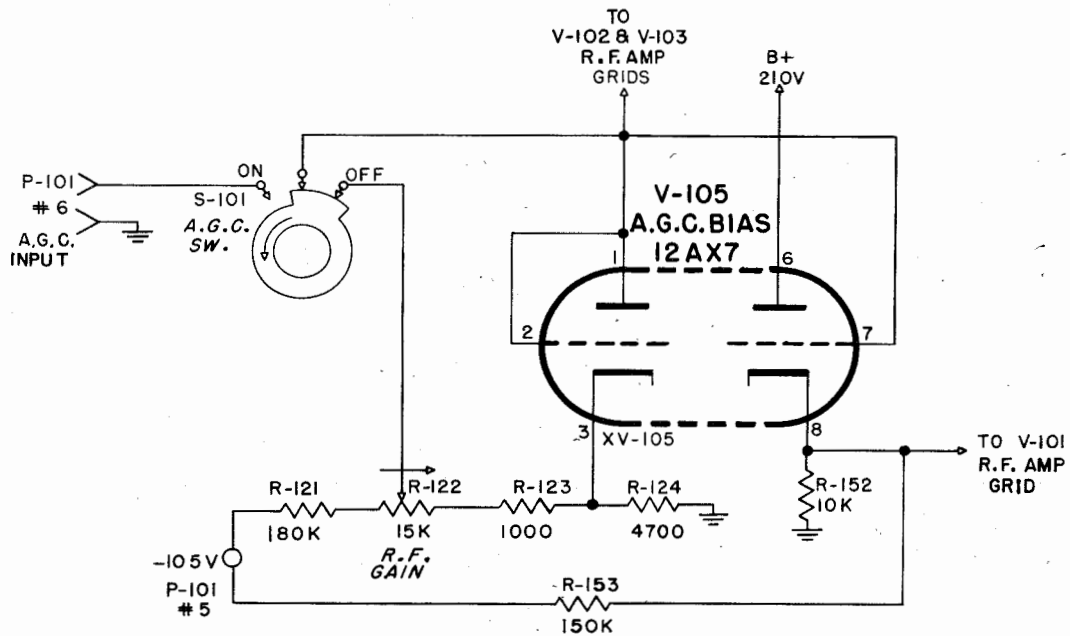 TO
V-102 & V-103
R.F. AMP
GRIDS
B+
210V
ON
OFF
P-101
#6
A.G.C.
INPUT
S-101
A.G.C.
SW.
V-105
A.G.C. BIAS
12AX7
1
6
2
7
3
XV-105
8
TO V-101
R.F. AMP
GRID
R-121
180K
R-122
15K
R.F.
GAIN
R-123
1000
R-124
4700
R-152
10K
-105V
P-101
#5
R-153
150K